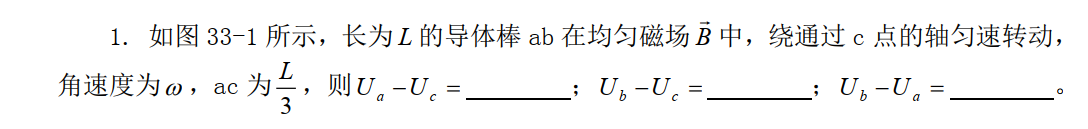 1. 如图 33-1 所示，长为 L 的导体棒 ab 在均匀磁场 $\vec{B}$ 中，绕通过 c 点的轴匀速转动，
角速度为 ω ，ac 为 $\frac{L}{3}$ ，则 $U_a - U_c =$ ________ ； $U_b - U_c =$ ________ ； $U_b - U_a =$ ________ 。